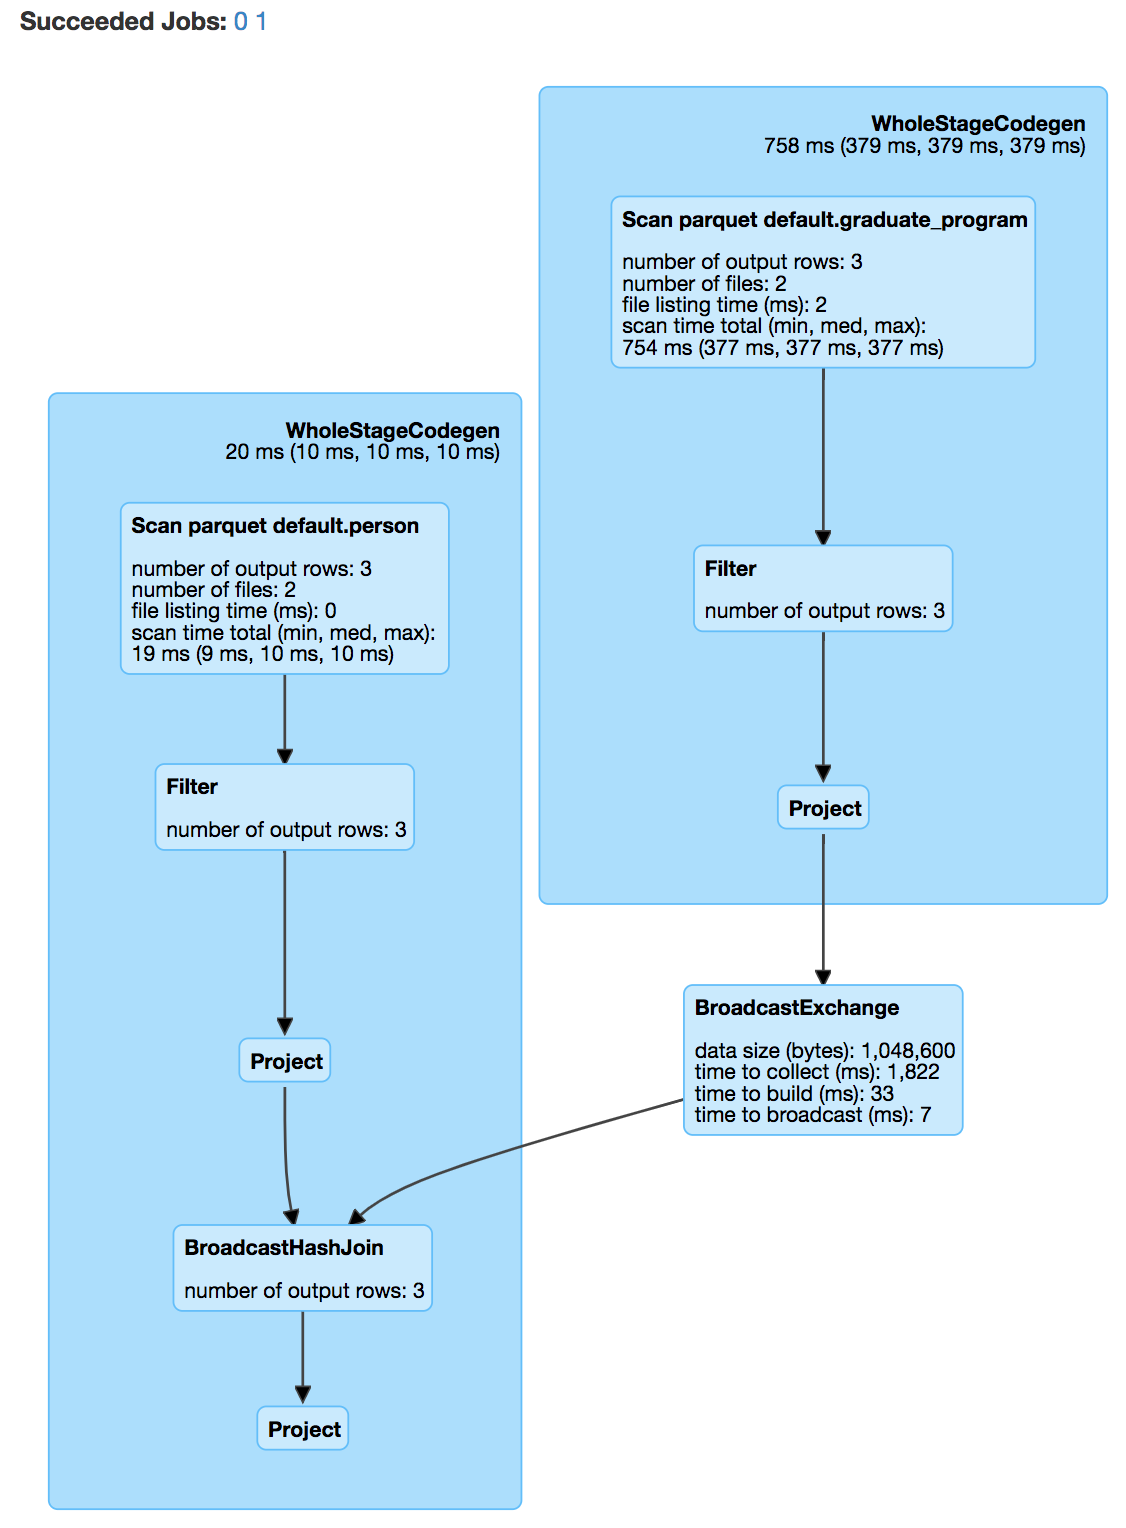 Succeeded Jobs: 0 1
WholeStageCodegen
758 ms (379 ms, 379 ms, 379 ms)
Scan parquet default.graduate_program
number of output rows: 3
number of files: 2
file listing time (ms): 2
scan time total (min, med, max):
754 ms (377 ms, 377 ms, 377 ms)
Filter
number of output rows: 3
Project
BroadcastExchange
data size (bytes): 1,048,600
time to collect (ms): 1,822
time to build (ms): 33
time to broadcast (ms): 7
WholeStageCodegen
20 ms (10 ms, 10 ms, 10 ms)
Scan parquet default.person
number of output rows: 3
number of files: 2
file listing time (ms): 0
scan time total (min, med, max):
19 ms (9 ms, 10 ms, 10 ms)
Filter
number of output rows: 3
Project
BroadcastHashJoin
number of output rows: 3
Project